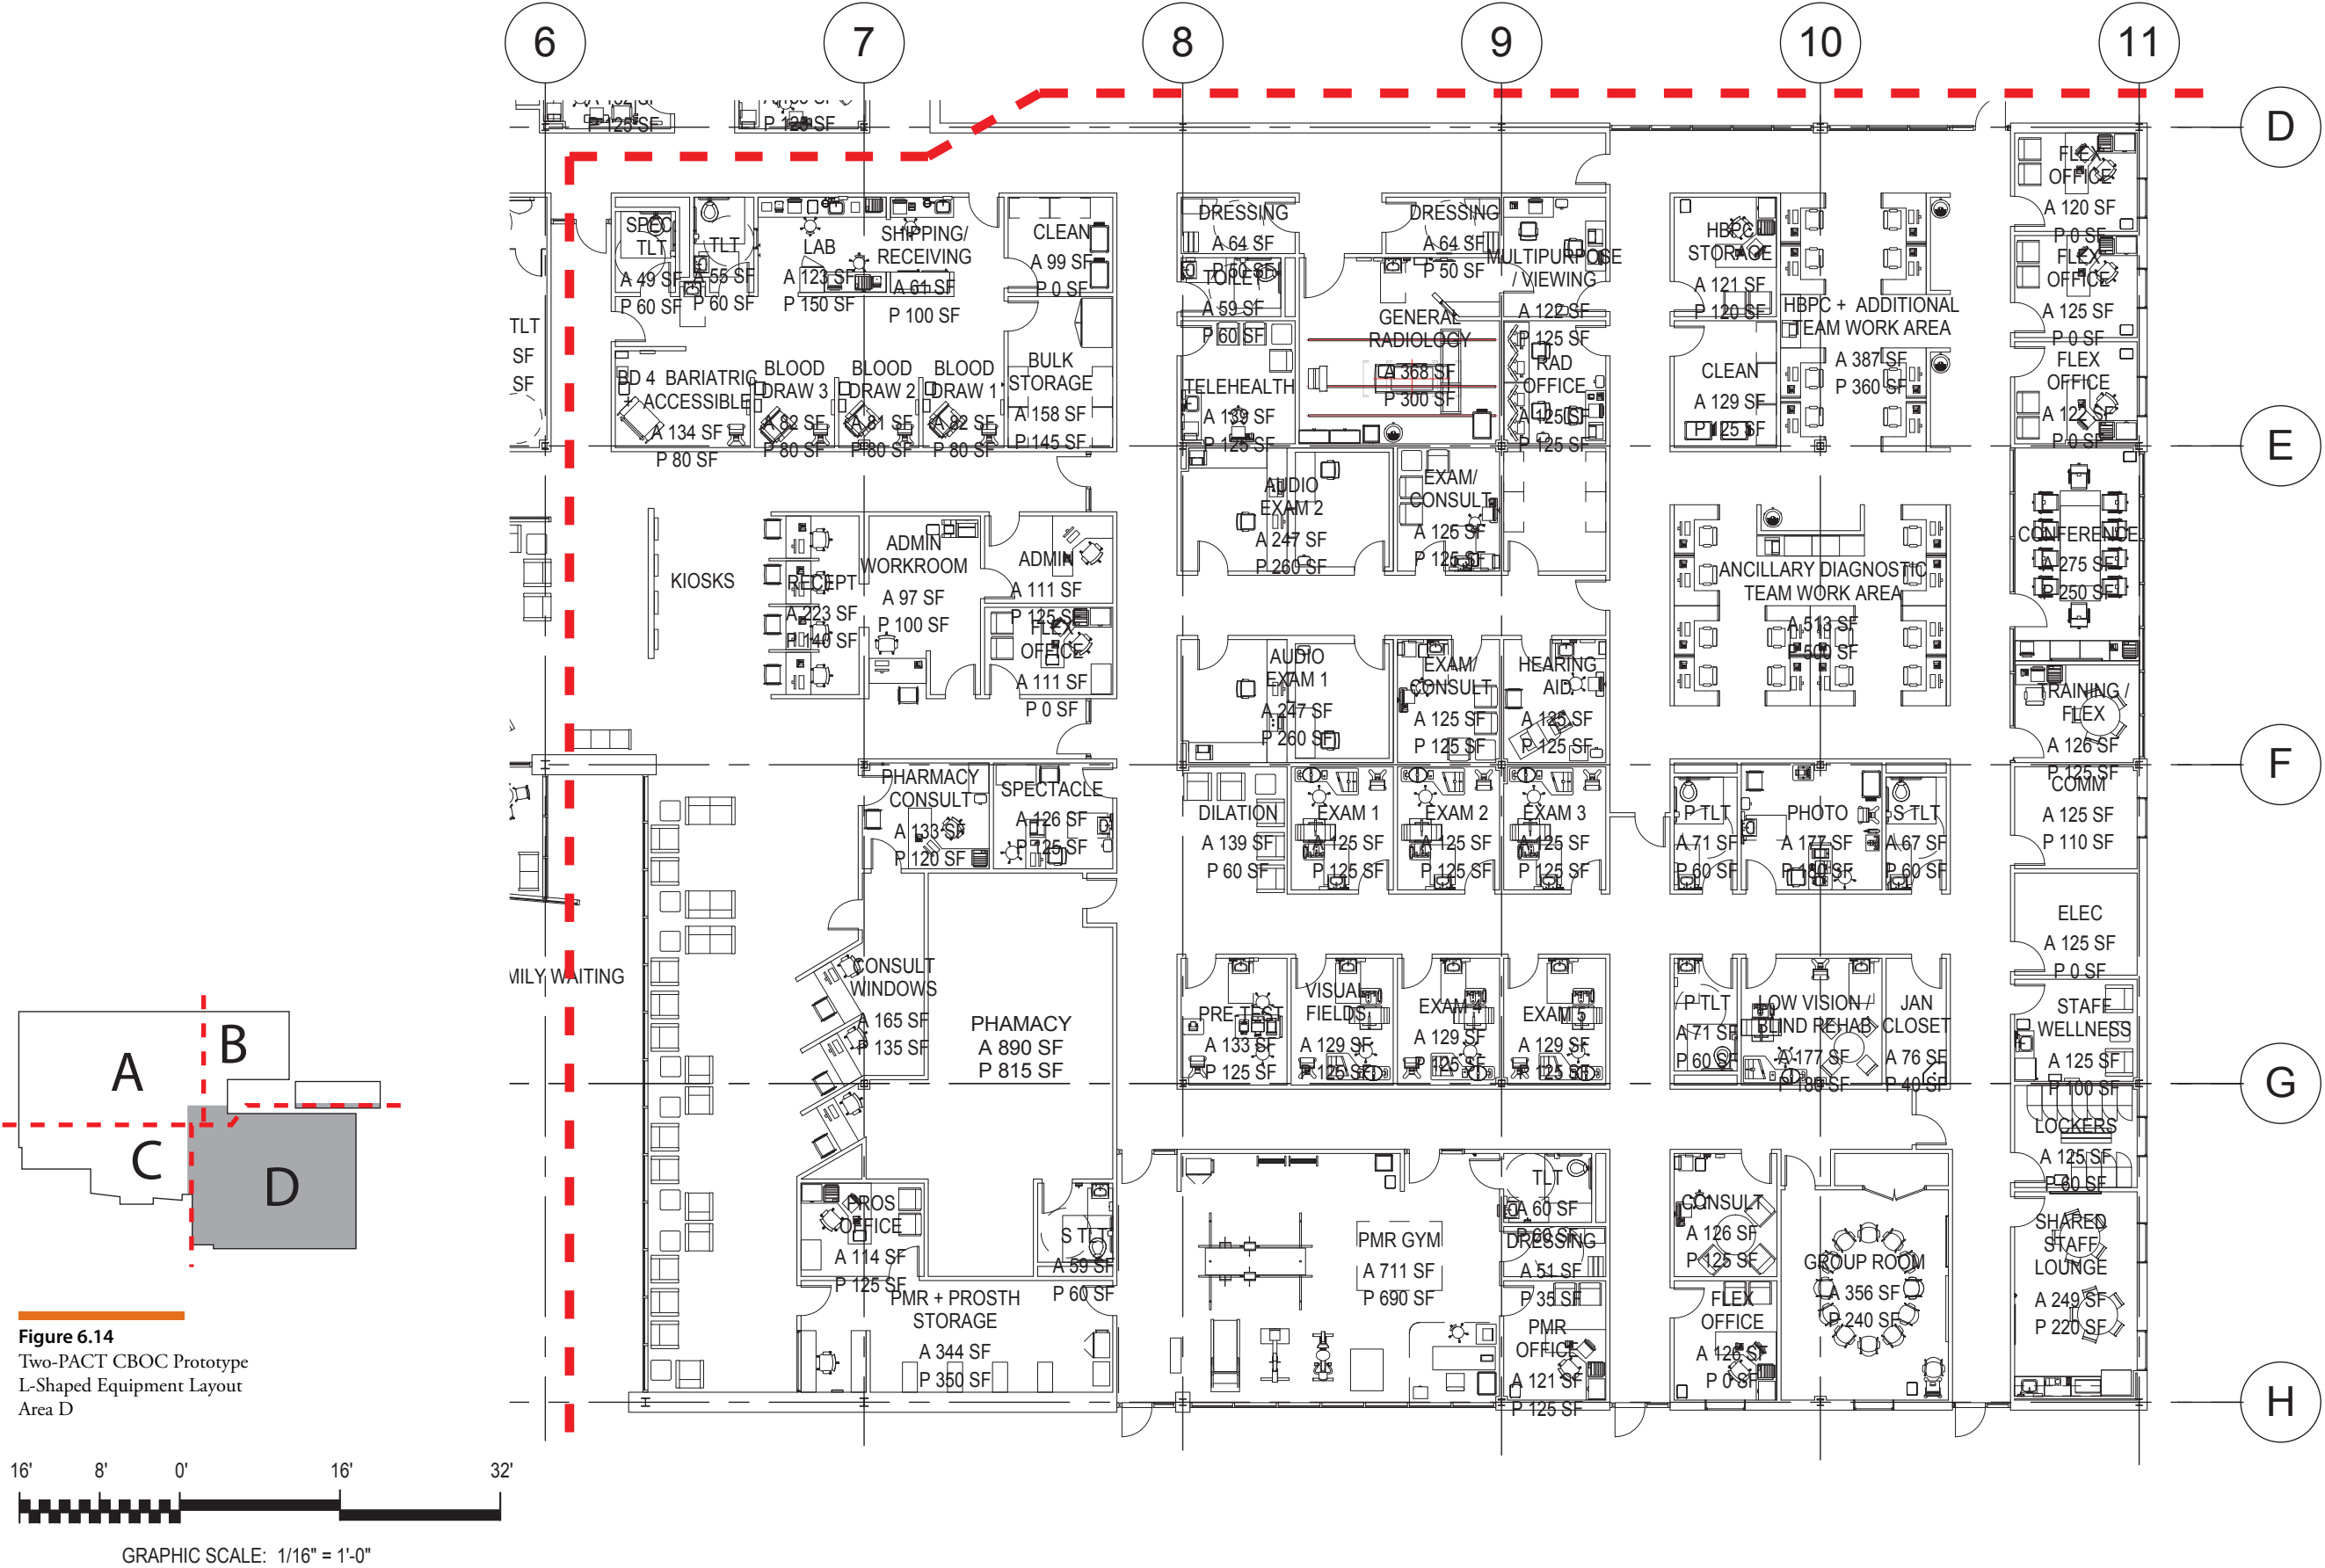 6
7
8
9
10
11
D
E
F
G
H
P 125 SF
P 125 SF
TLT
SF
SF
SPEC
TLT
A 49 SF
P 60 SF
TLT
A 55 SF
P 60 SF
LAB
A 123 SF
P 150 SF
SHIPPING/
RECEIVING
A 61 SF
P 100 SF
CLEAN
A 99 SF
P 0 SF
BD 4 BARIATRIC
+ ACCESSIBLE
A 134 SF
P 80 SF
BLOOD
DRAW 3
A 82 SF
P 80 SF
BLOOD
DRAW 2
A 81 SF
P 80 SF
BLOOD
DRAW 1
A 82 SF
P 80 SF
BULK
STORAGE
A 158 SF
P 145 SF
DRESSING
A 64 SF
P 50 SF
DRESSING
A 64 SF
P 50 SF
TOILET
A 59 SF
P 60 SF
MULTIPURPOSE
/ VIEWING
A 122 SF
P 125 SF
GENERAL
RADIOLOGY
A 368 SF
P 300 SF
TELEHEALTH
A 139 SF
P 125 SF
RAD
OFFICE
A 125 SF
P 125 SF
HBPC
STORAGE
A 121 SF
P 120 SF
HBPC + ADDITIONAL
TEAM WORK AREA
A 387 SF
P 360 SF
CLEAN
A 129 SF
P 125 SF
FLEX
OFFICE
A 120 SF
P 0 SF
FLEX
OFFICE
A 125 SF
P 0 SF
FLEX
OFFICE
A 122 SF
P 0 SF
KIOSKS
RECEPT
A 223 SF
P 140 SF
ADMIN
WORKROOM
A 97 SF
P 100 SF
ADMIN
A 111 SF
P 125 SF
FLEX
OFFICE
A 111 SF
P 0 SF
AUDIO
EXAM 2
A 247 SF
P 260 SF
EXAM/
CONSULT
A 125 SF
P 125 SF
AUDIO
EXAM 1
A 247 SF
P 260 SF
EXAM/
CONSULT
A 125 SF
P 125 SF
HEARING
AID
A 125 SF
P 125 SF
ANCILLARY DIAGNOSTIC
TEAM WORK AREA
A 513 SF
P 500 SF
CONFERENCE
A 275 SF
P 250 SF
TRAINING /
FLEX
A 126 SF
P 125 SF
COMM
A 125 SF
P 110 SF
PHARMACY
CONSULT
A 133 SF
P 120 SF
SPECTACLE
A 126 SF
P 125 SF
DILATION
A 139 SF
P 60 SF
EXAM 1
A 125 SF
P 125 SF
EXAM 2
A 125 SF
P 125 SF
EXAM 3
A 125 SF
P 125 SF
P TLT
A 71 SF
P 60 SF
PHOTO
A 177 SF
P 180 SF
S TLT
A 67 SF
P 60 SF
ELEC
A 125 SF
P 0 SF
MILY WAITING
CONSULT
WINDOWS
A 165 SF
P 135 SF
PHAMACY
A 890 SF
P 815 SF
PRE-TEST
A 133 SF
P 125 SF
VISUAL
FIELDS
A 129 SF
P 125 SF
EXAM 4
A 129 SF
P 125 SF
EXAM 5
A 129 SF
P 125 SF
P TLT
A 71 SF
P 60 SF
LOW VISION /
BLIND REHAB
A 177 SF
P 180 SF
JAN
CLOSET
A 76 SF
P 40 SF
STAFF
WELLNESS
A 125 SF
P 100 SF
LOCKERS
A 125 SF
P 60 SF
PROS
OFFICE
A 114 SF
P 125 SF
S TLT
A 59 SF
P 60 SF
PMR + PROSTH
STORAGE
A 344 SF
P 350 SF
PMR GYM
A 711 SF
P 690 SF
TLT
A 60 SF
P 60 SF
DRESSING
A 51 SF
P 35 SF
PMR
OFFICE
A 121 SF
P 125 SF
CONSULT
A 126 SF
P 125 SF
FLEX
OFFICE
A 126 SF
P 0 SF
GROUP ROOM
A 356 SF
P 240 SF
SHARED
STAFF
LOUNGE
A 249 SF
P 220 SF
A
B
C
D
Figure 6.14
Two-PACT CBOC Prototype
L-Shaped Equipment Layout
Area D
16' 8' 0' 16' 32'
GRAPHIC SCALE: 1/16" = 1'-0"